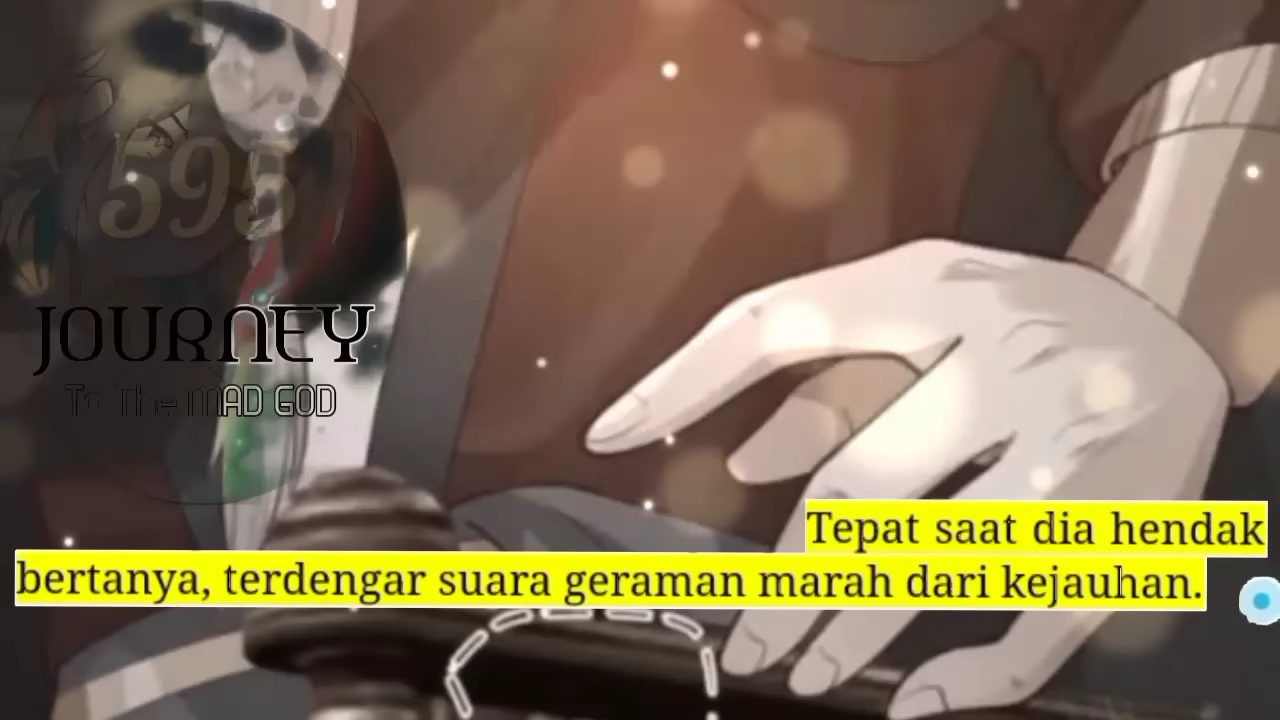 595
JOURNEY
To The MAD GOD
Tepat saat dia hendak
bertanya, terdengar suara geraman marah dari kejauhan.